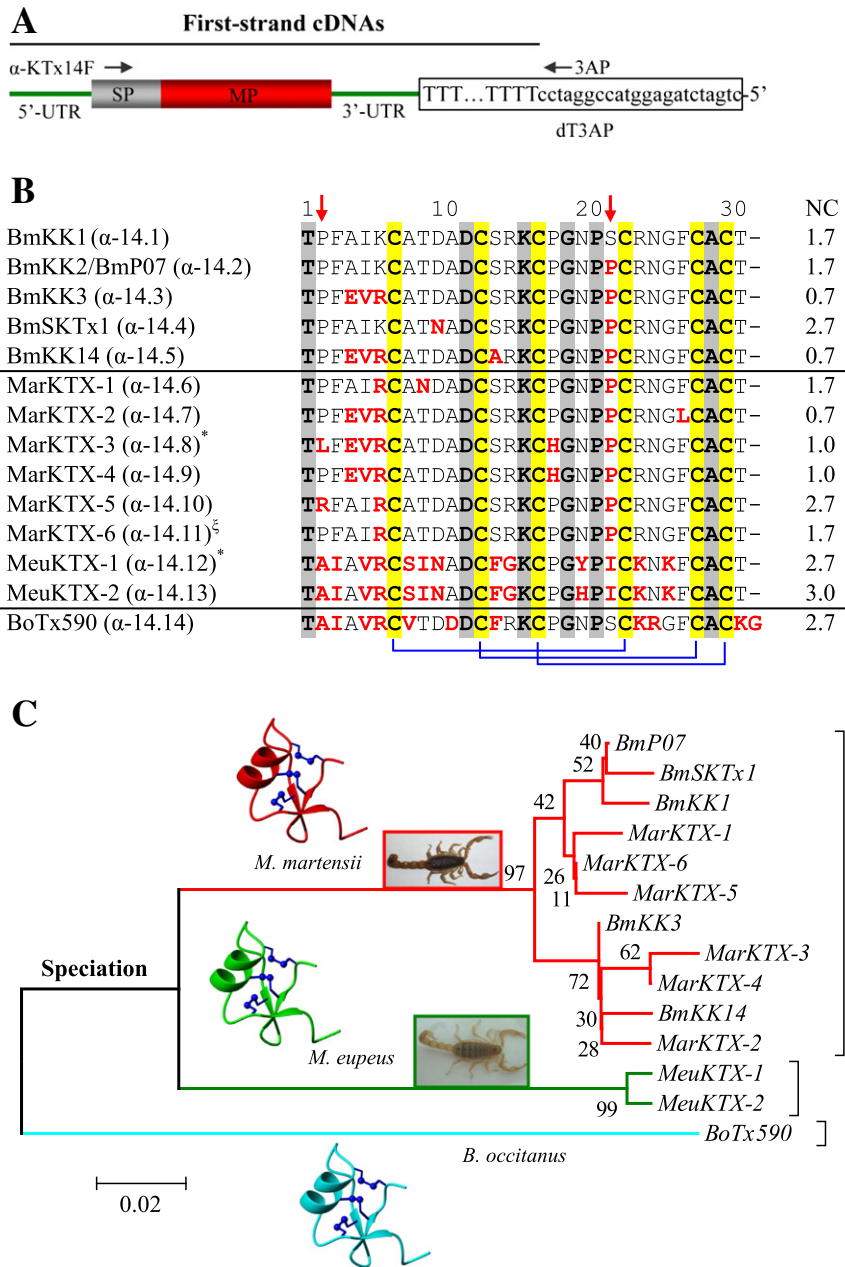 A
First-strand cDNAs
α-KTx14F
3AP
SP
MP
TTT…TTTTcctaggccatggagatctagtc-5’
5’-UTR
3’-UTR
dT3AP
B
1 10 20 30 NC
BmKK1 (α-14.1) TPFAIKCATDADCSRKCPGNPSCRNGFCACT- 1.7
BmKK2/BmP07 (α-14.2) TPFAIKCATDADCSRKCPGNPPCRNGFCACT- 1.7
BmKK3 (α-14.3) TPFEVRCATDADCSRKCPGNPPCRNGFCACT- 0.7
BmSKTx1 (α-14.4) TPFAIKCATNADCSRKCPGNPPCRNGFCACT- 2.7
BmKK14 (α-14.5) TPFEVRCATDADCARKCPGNPPCRNGFCACT- 0.7
MarKTX-1 (α-14.6) TPFAIRCANDADCSRKCPGNPPCRNGFCACT- 1.7
MarKTX-2 (α-14.7) TPFEVRCATDADCSRKCPGNPPCRNGLCACT- 0.7
MarKTX-3 (α-14.8)* TLFEVRCATDADCSRKCHGNPPCRNGFCACT- 1.0
MarKTX-4 (α-14.9) TPFEVRCATDADCSRKCHGNPPCRNGFCACT- 1.0
MarKTX-5 (α-14.10) TRFAIRCATDADCSRKCPGNPPCRNGFCACT- 2.7
MarKTX-6 (α-14.11)ξ TPFAIRCATDADCSRKCPGNPPCRNGFCACT- 1.7
MeuKTX-1 (α-14.12)* TAIAVRCSINADCFGKCPGYPICKNKFCACT- 2.7
MeuKTX-2 (α-14.13) TAIAVRCSINADCFGKCPGHPICKNKFCACT- 3.0
BoTx590 (α-14.14) TAIAVRCVTDDDCFRKCPGNPSCKRGFCACKG 2.7
C
40 BmP07
52 BmSKTx1
BmKK1
42
MarKTX-1
MarKTX-6
26
11 MarKTX-5
M. martensii
97
BmKK3
62 MarKTX-3
Speciation
72 MarKTX-4
30 BmKK14
28 MarKTX-2
M. eupeus
MeuKTX-1
99 MeuKTX-2
BoTx590
B. occitanus
0.02